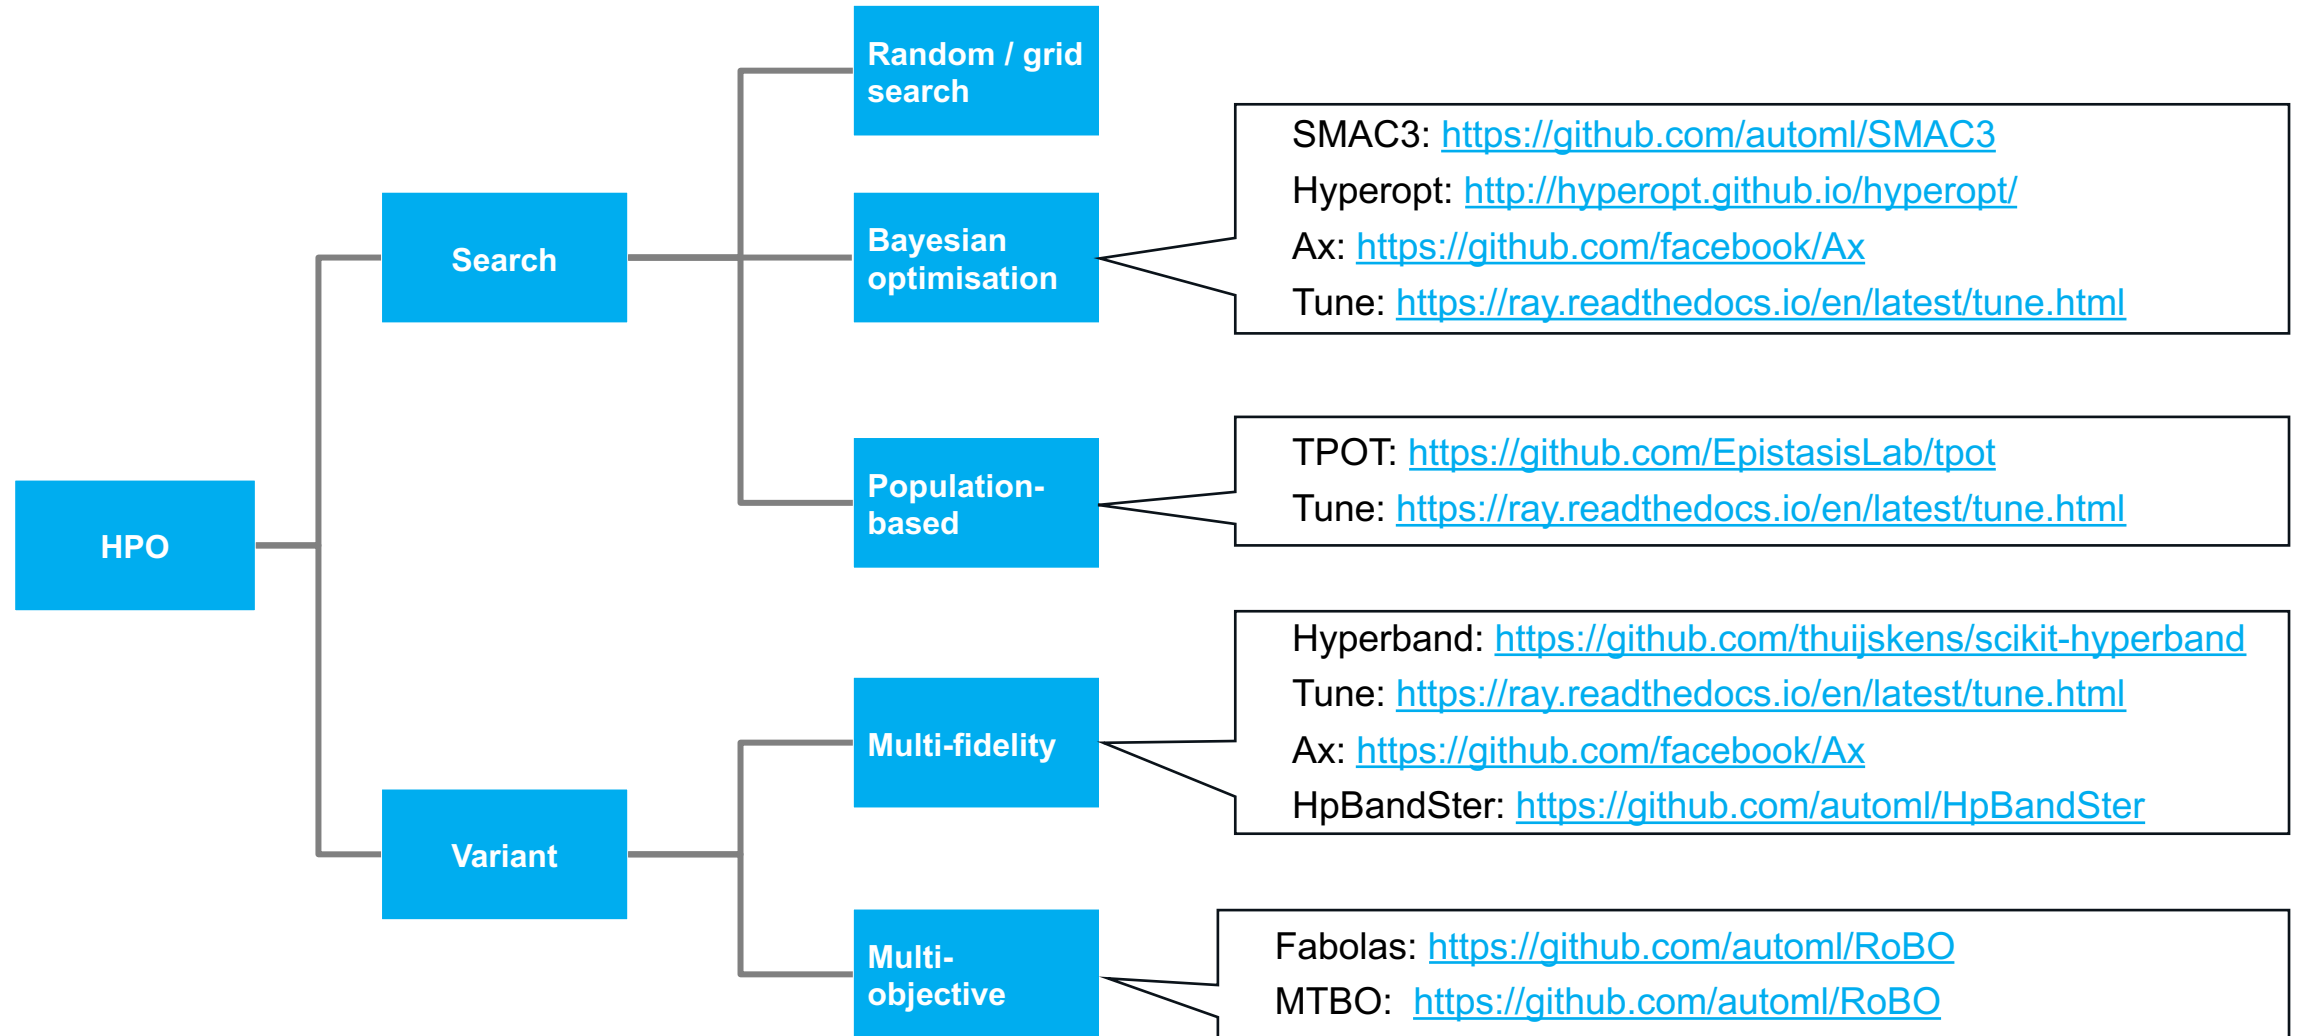 Random / grid
search
SMAC3: https://github.com/automl/SMAC3
Hyperopt: http://hyperopt.github.io/hyperopt/
Search
Bayesian
optimisation
Ax: https://github.com/facebook/Ax
Tune: https://ray.readthedocs.io/en/latest/tune.html
TPOT: https://github.com/EpistasisLab/tpot
Population-
based
Tune: https://ray.readthedocs.io/en/latest/tune.html
HPO
Hyperband: https://github.com/thuijskens/scikit-hyperband
Tune: https://ray.readthedocs.io/en/latest/tune.html
Multi-fidelity
Ax: https://github.com/facebook/Ax
HpBandSter: https://github.com/automl/HpBandSter
Variant
Multi-
objective
Fabolas: https://github.com/automl/RoBO
MTBO: https://github.com/automl/RoBO